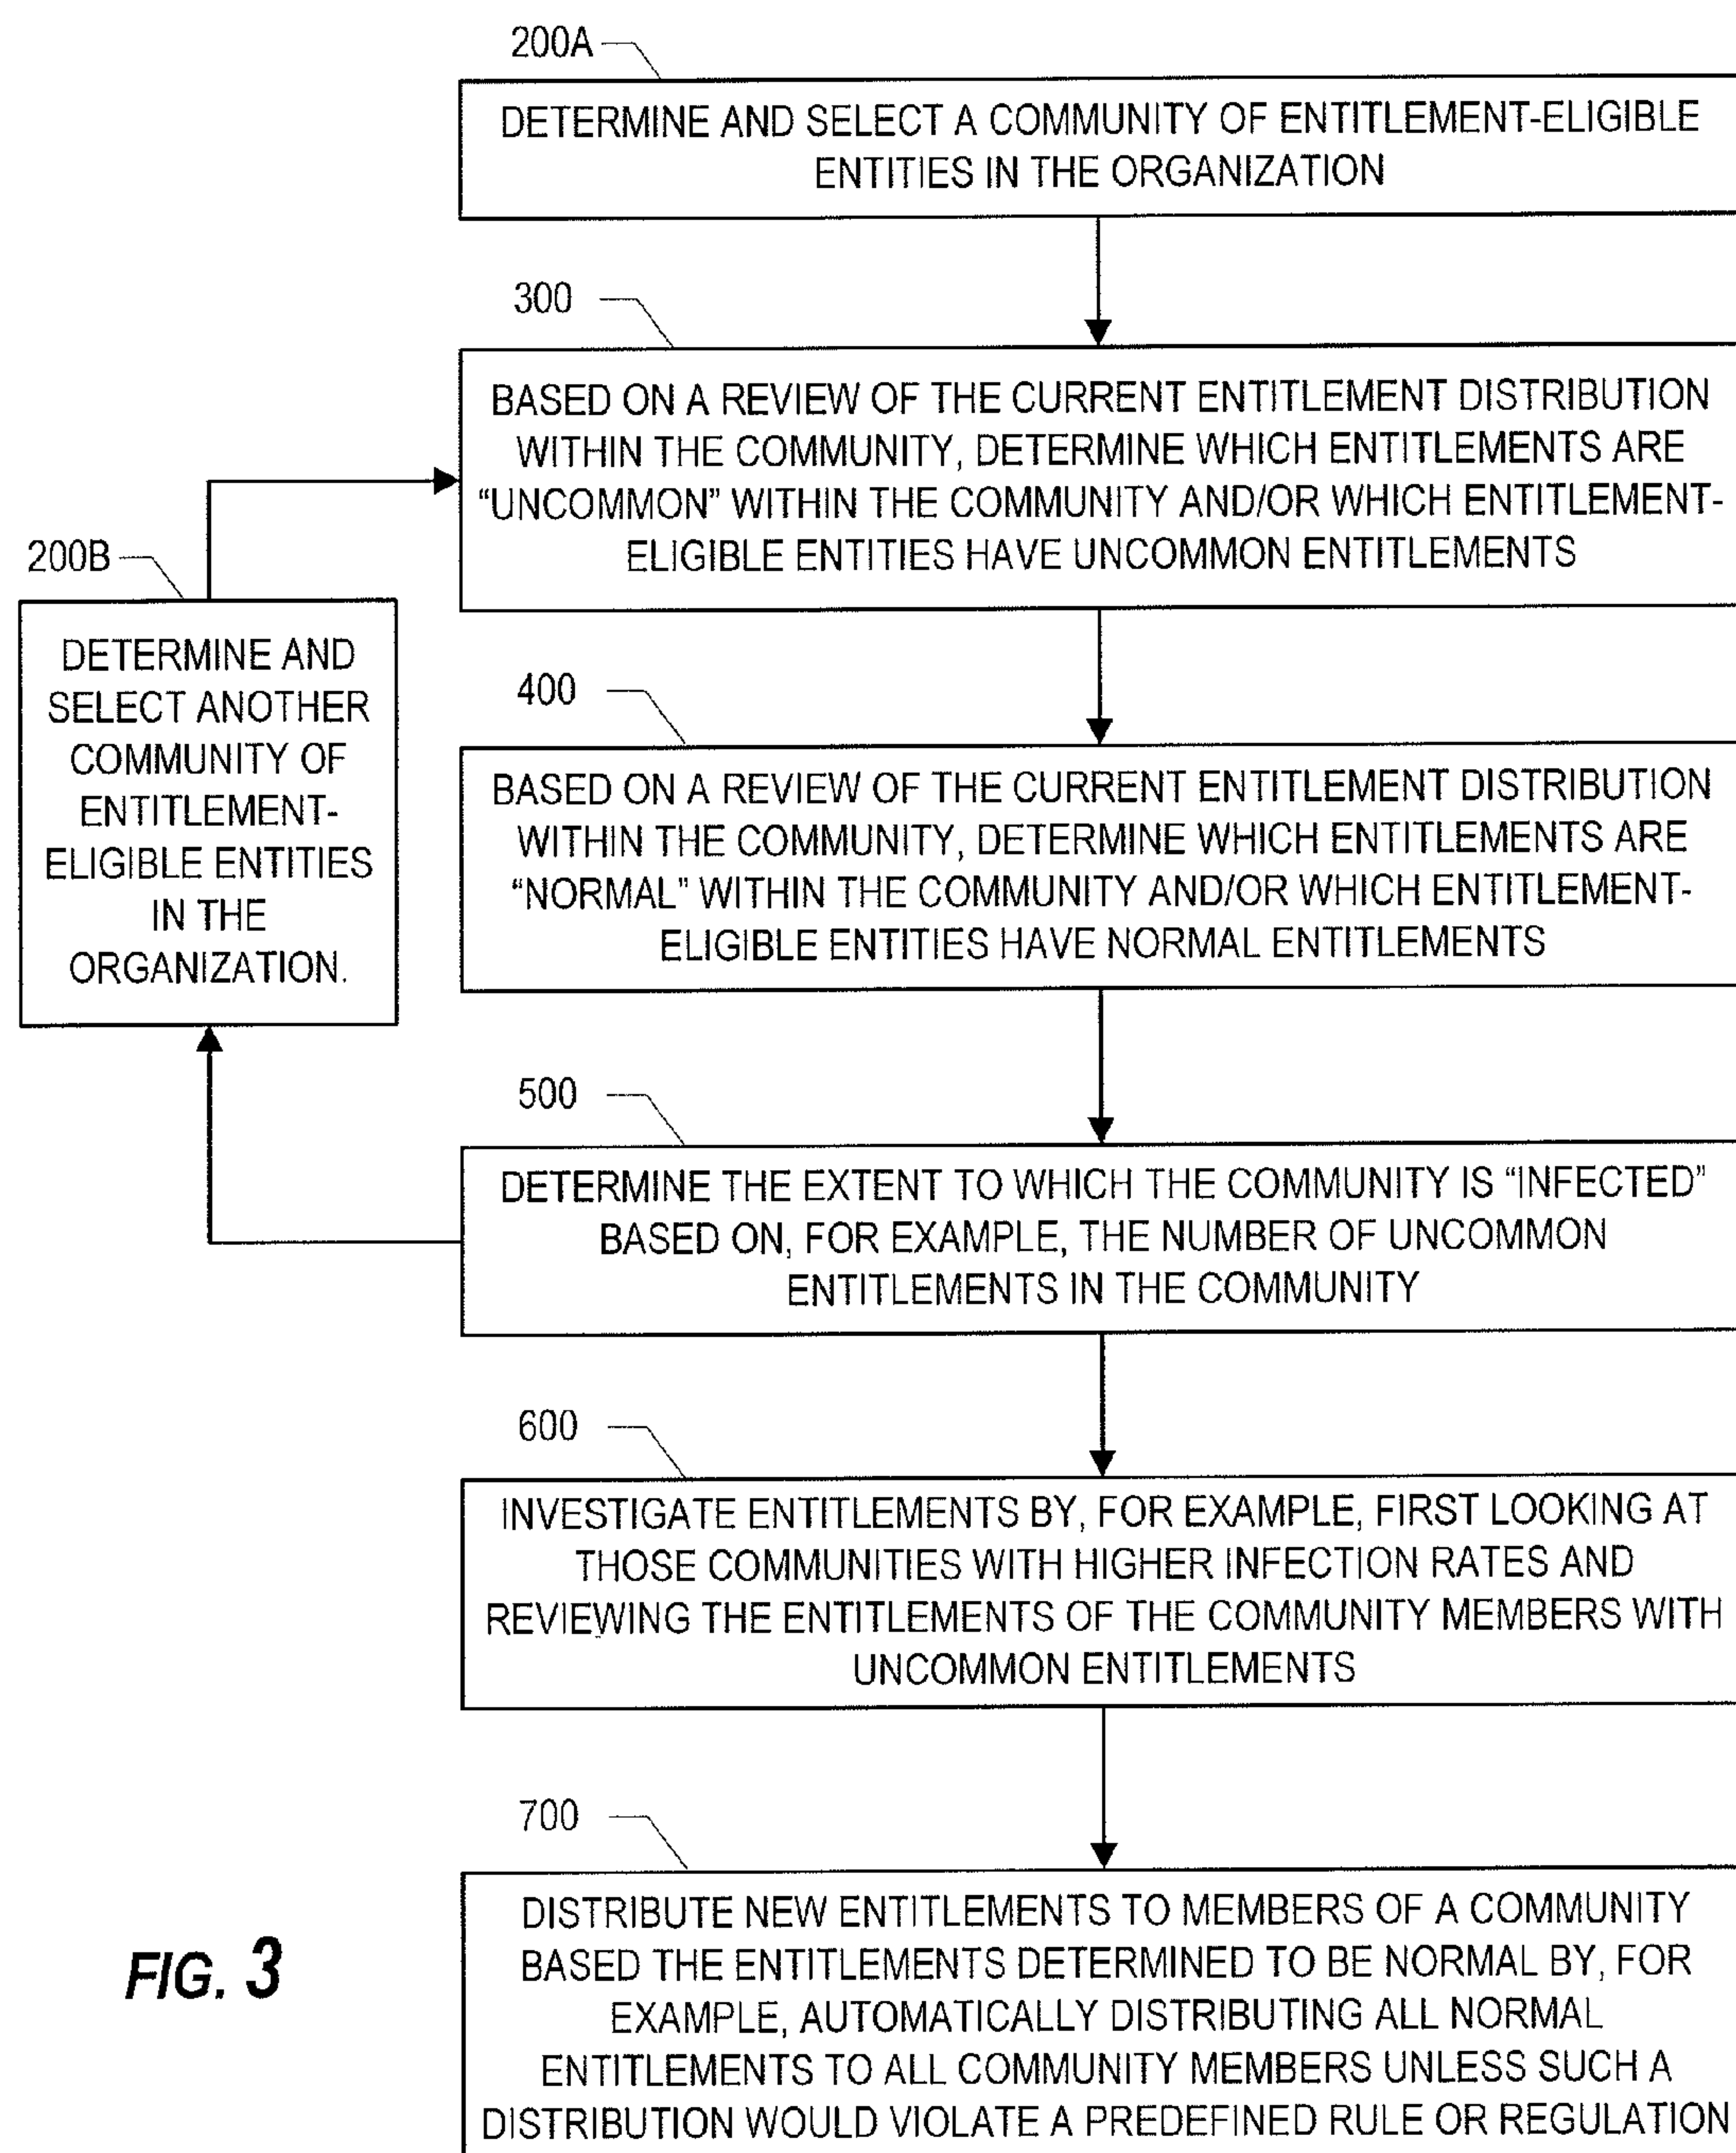 200A
DETERMINE AND SELECT A COMMUNITY OF ENTITLEMENT-ELIGIBLE
ENTITIES IN THE ORGANIZATION
300
BASED ON A REVIEW OF THE CURRENT ENTITLEMENT DISTRIBUTION
WITHIN THE COMMUNITY, DETERMINE WHICH ENTITLEMENTS ARE
“UNCOMMON” WITHIN THE COMMUNITY AND/OR WHICH ENTITLEMENT-
ELIGIBLE ENTITIES HAVE UNCOMMON ENTITLEMENTS
200B
DETERMINE AND
SELECT ANOTHER
COMMUNITY OF
ENTITLEMENT-
ELIGIBLE ENTITIES
IN THE
ORGANIZATION.
400
BASED ON A REVIEW OF THE CURRENT ENTITLEMENT DISTRIBUTION
WITHIN THE COMMUNITY, DETERMINE WHICH ENTITLEMENTS ARE
“NORMAL” WITHIN THE COMMUNITY AND/OR WHICH ENTITLEMENT-
ELIGIBLE ENTITIES HAVE NORMAL ENTITLEMENTS
500
DETERMINE THE EXTENT TO WHICH THE COMMUNITY IS “INFECTED”
BASED ON, FOR EXAMPLE, THE NUMBER OF UNCOMMON
ENTITLEMENTS IN THE COMMUNITY
600
INVESTIGATE ENTITLEMENTS BY, FOR EXAMPLE, FIRST LOOKING AT
THOSE COMMUNITIES WITH HIGHER INFECTION RATES AND
REVIEWING THE ENTITLEMENTS OF THE COMMUNITY MEMBERS WITH
UNCOMMON ENTITLEMENTS
700
DISTRIBUTE NEW ENTITLEMENTS TO MEMBERS OF A COMMUNITY
BASED THE ENTITLEMENTS DETERMINED TO BE NORMAL BY, FOR
EXAMPLE, AUTOMATICALLY DISTRIBUTING ALL NORMAL
ENTITLEMENTS TO ALL COMMUNITY MEMBERS UNLESS SUCH A
DISTRIBUTION WOULD VIOLATE A PREDEFINED RULE OR REGULATION
FIG. 3